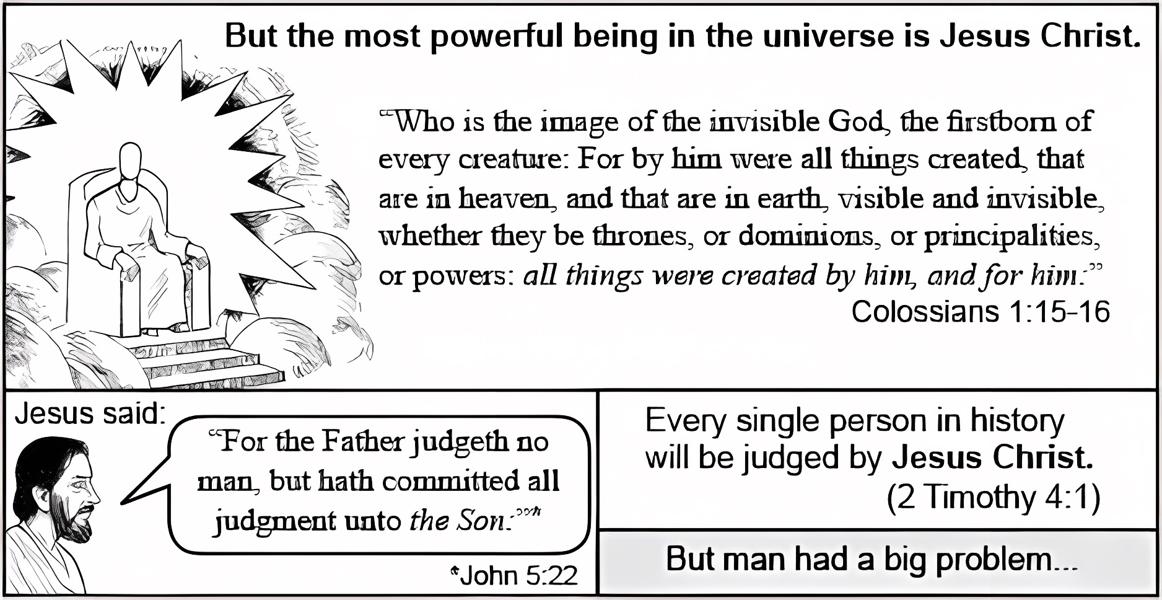 But the most powerful being in the universe is Jesus Christ.
“Who is the image of the invisible God, the firstborn of
every creature: For by him were all things created, that
are in heaven, and that are in earth, visible and invisible,
whether they be thrones, or dominions, or principalities,
or powers: all things were created by him, and for him:”
Colossians 1:15-16
Jesus said:
“For the Father judgeth no
man, but hath committed all
judgment unto the Son:”*
*John 5:22
Every single person in history
will be judged by Jesus Christ.
(2 Timothy 4:1)
But man had a big problem...